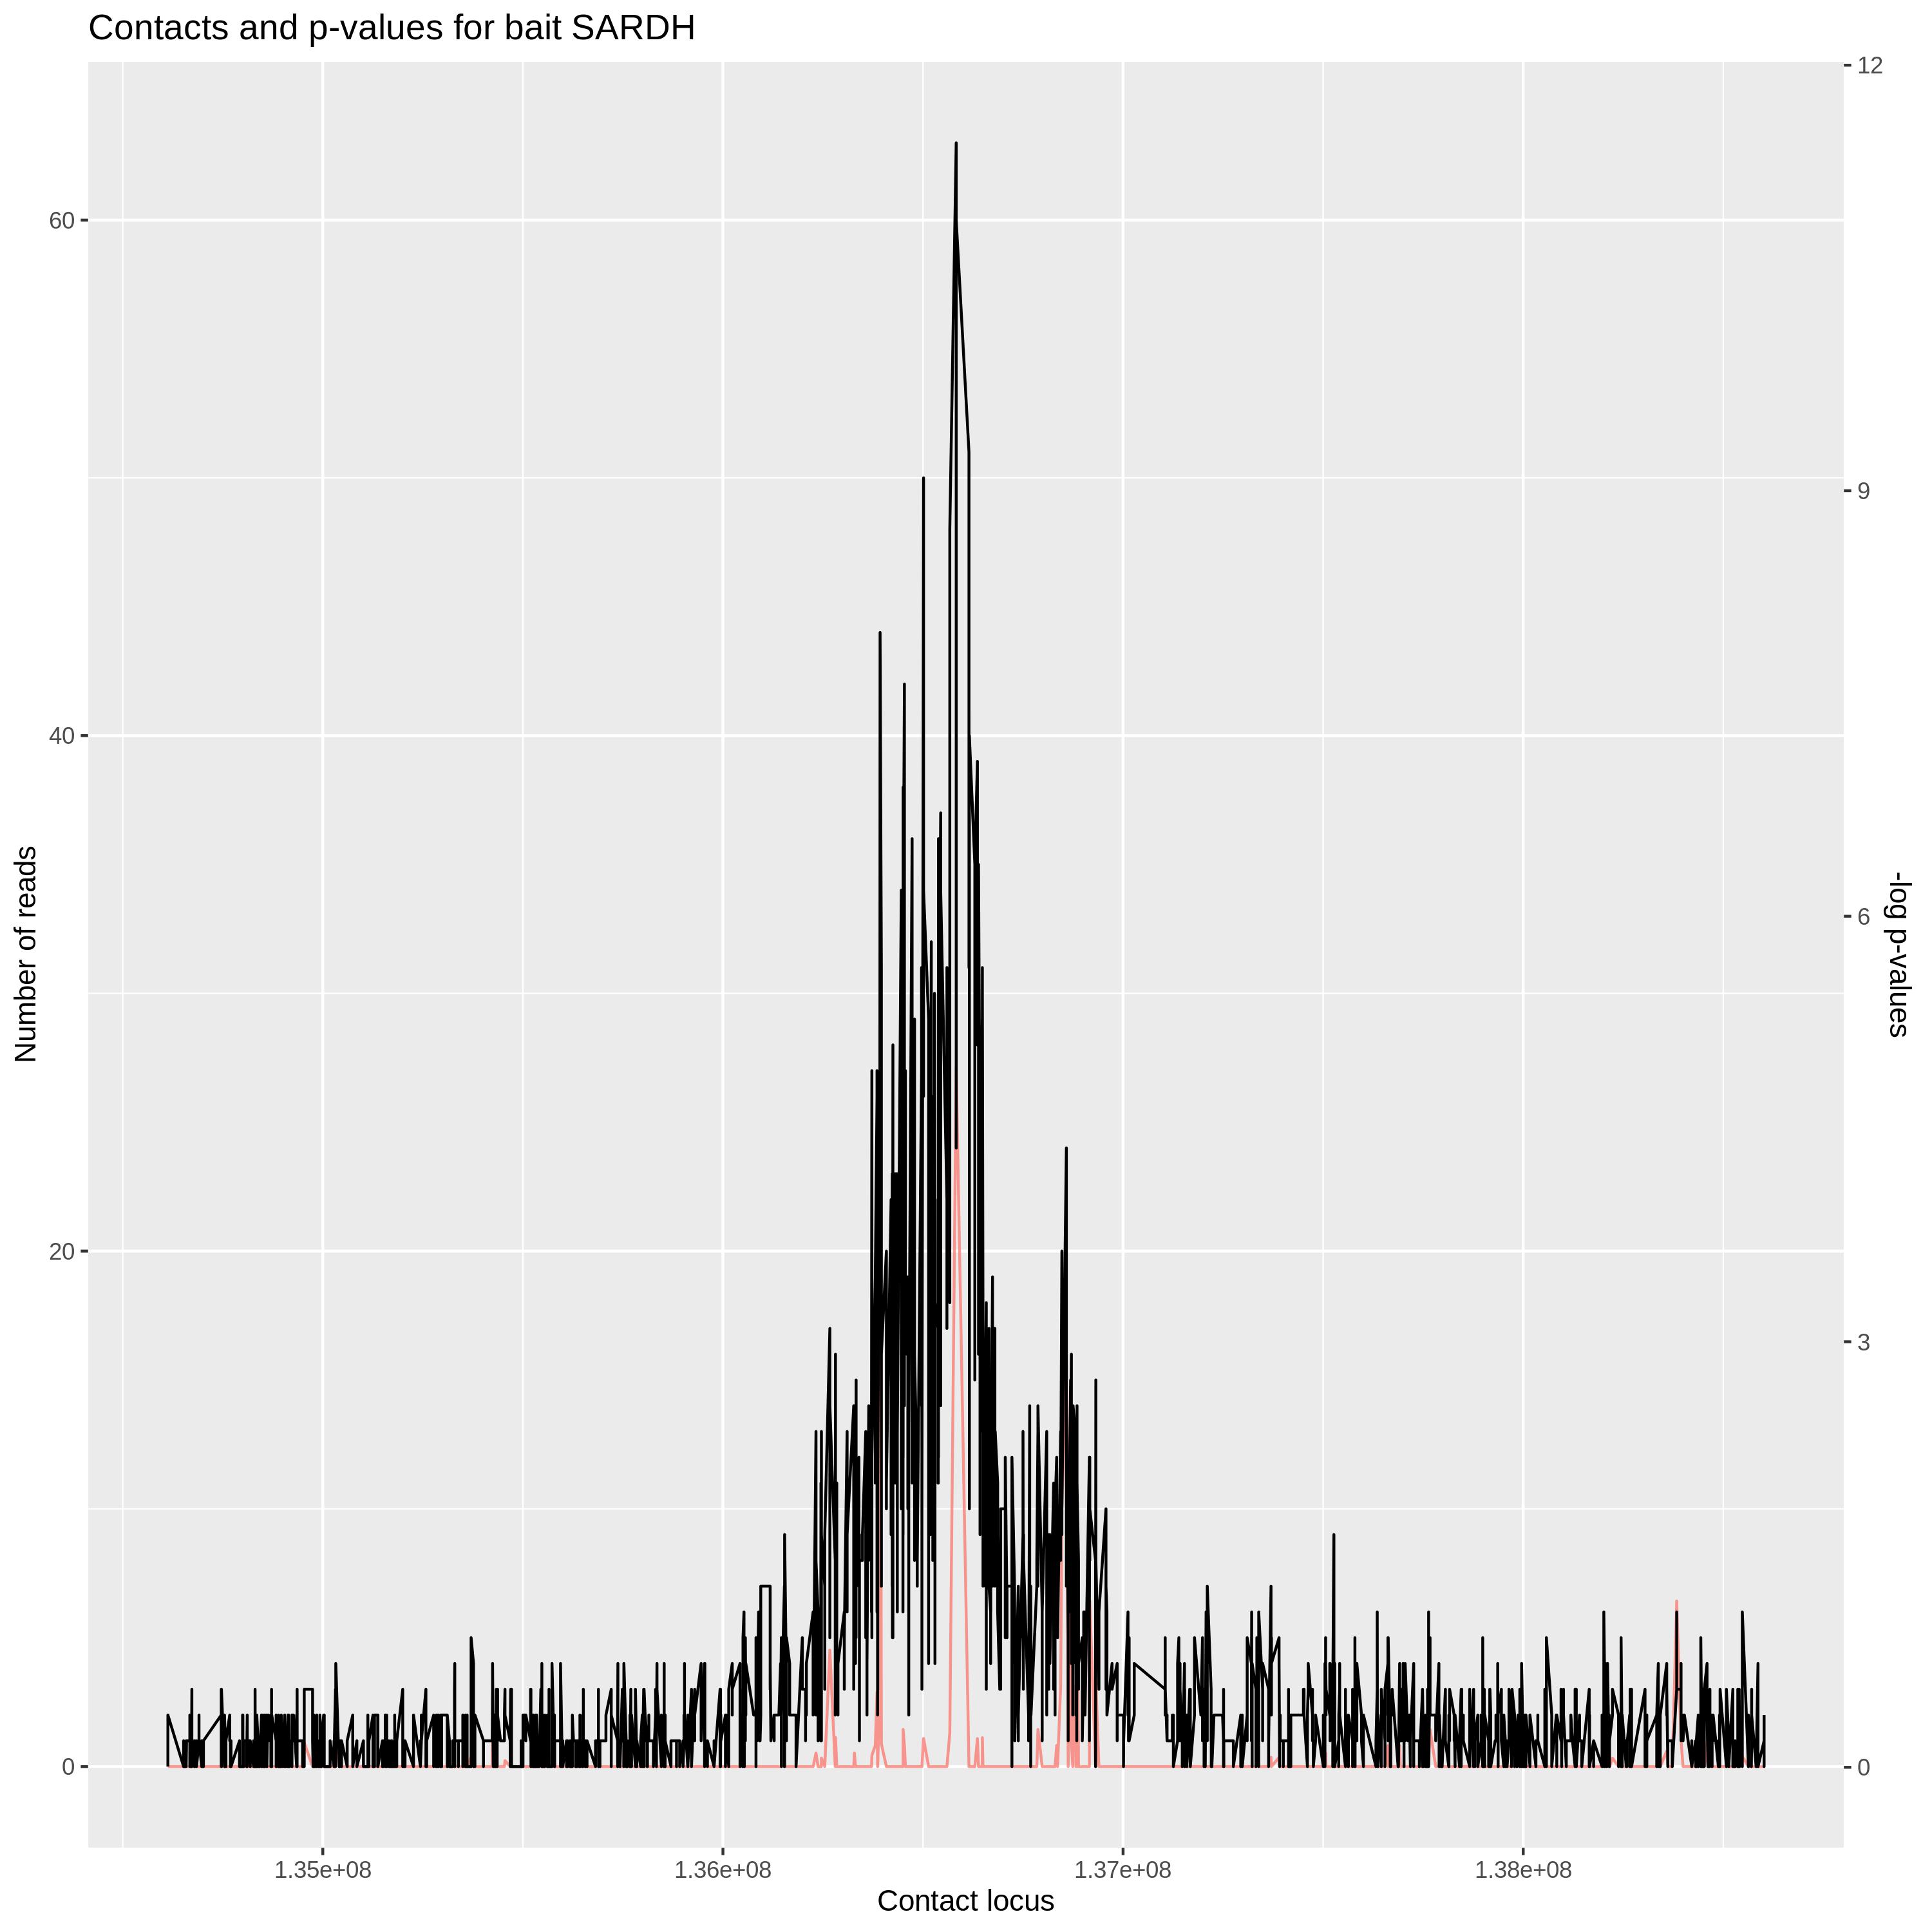 Contacts and p-values for bait SARDH
12
60
9
40
6
Number of reads
-log p-values
20
3
0
0
1.35e+08
1.36e+08
1.37e+08
1.38e+08
Contact locus